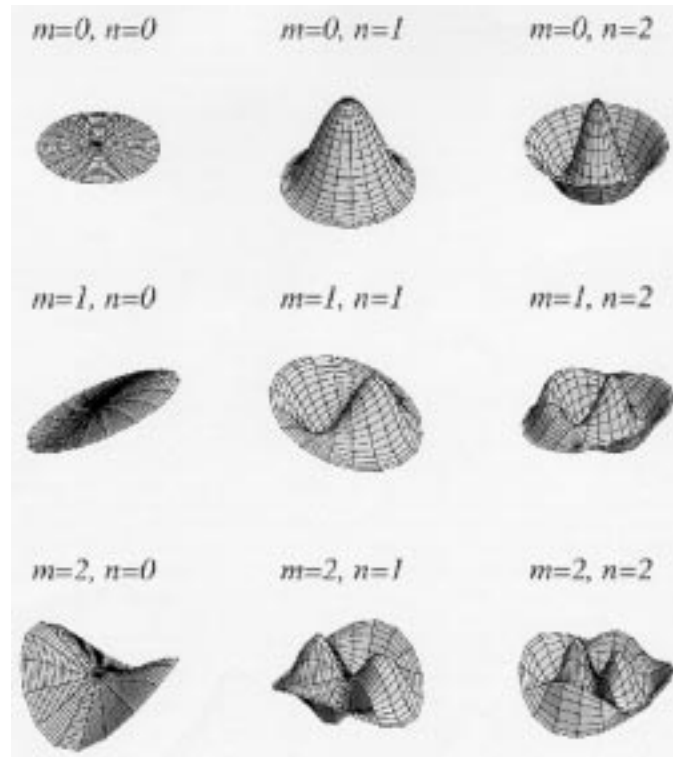 m=0, n=0 m=0, n=1 m=0, n=2
m=1, n=0 m=1, n=1 m=1, n=2
m=2, n=0 m=2, n=1 m=2, n=2